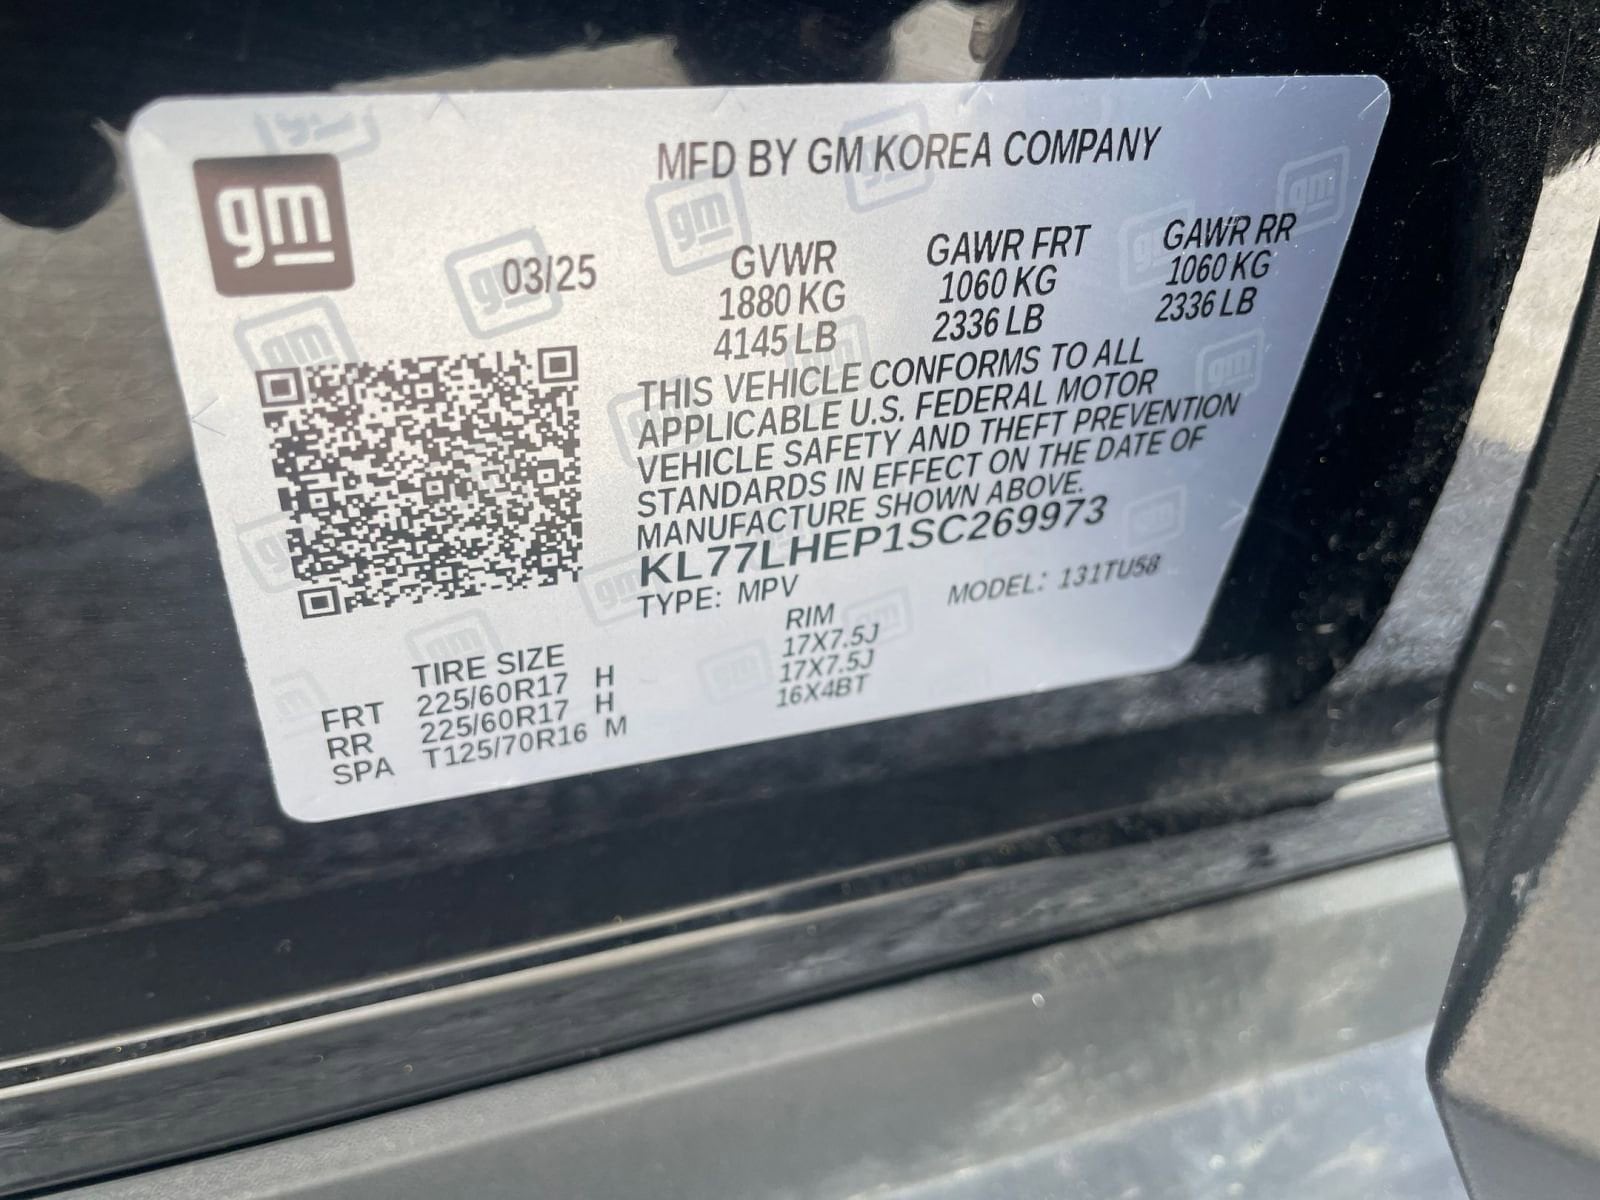 gm
MFD BY GM KOREA COMPANY
03/25
GVWR GAWR FRT GAWR RR
1880 KG 1060 KG 1060 KG
4145 LB 2336 LB 2336 LB
THIS VEHICLE CONFORMS TO ALL
APPLICABLE U.S. FEDERAL MOTOR
VEHICLE SAFETY AND THEFT PREVENTION
STANDARDS IN EFFECT ON THE DATE OF
MANUFACTURE SHOWN ABOVE.
KL77LHEP1SC269973
TYPE: MPV MODEL: 131TU58
TIRE SIZE RIM
FRT 225/60R17 H 17X7.5J
RR 225/60R17 H 17X7.5J
SPA T125/70R16 M 16X4BT